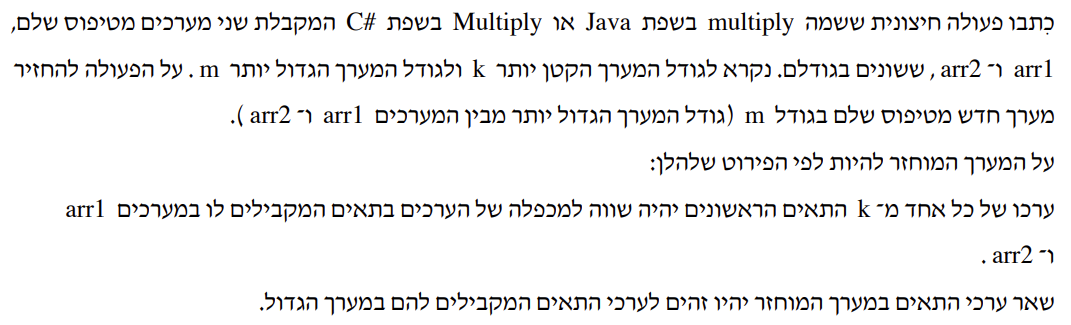 כִתבו פעולה חיצונית ששמה multiply בשפת Java או Multiply בשפת C# המקבלת שני מערכים מטיפוס שלם,
arr1 ו־ arr2 , ששונים בגודלם. נקרא לגודל המערך הקטן יותר k ולגודל המערך הגדול יותר m . על הפעולה להחזיר
מערך חדש מטיפוס שלם בגודל m (גודל המערך הגדול יותר מבין המערכים arr1 ו־ arr2 ).
על המערך המוחזר להיות לפי הפירוט שלהלן:
ערכו של כל אחד מ־ k התאים הראשונים יהיה שווה למכפלה של הערכים בתאים המקבילים לו במערכים arr1
ו־ arr2 .
שאר ערכי התאים במערך המוחזר יהיו זהים לערכי התאים המקבילים להם במערך הגדול.